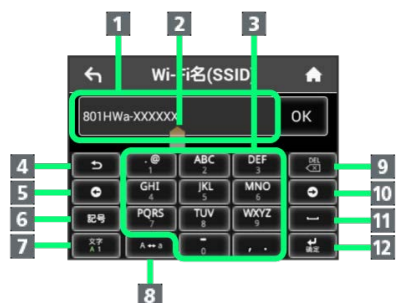 1 2 3
Wi-Fi名(SSID)
801HWa-XXXXXX OK
4 . @ 1 ABC 2 DEF 3 DEL 9
5 GHI 4 JKL 5 MNO 6 10
6 記号 PQRS 7 TUV 8 WXYZ 9 11
7 文字 A 1 A ↔ a - 0 , . 確定 12
8